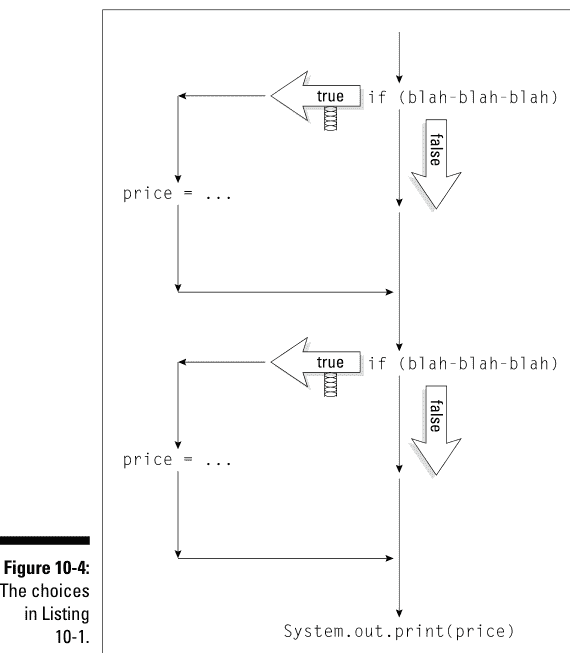 true if (blah-blah-blah)
false
price = ...
true if (blah-blah-blah)
false
price = ...
Figure 10-4:
The choices
in Listing
10-1.
System.out.print(price)